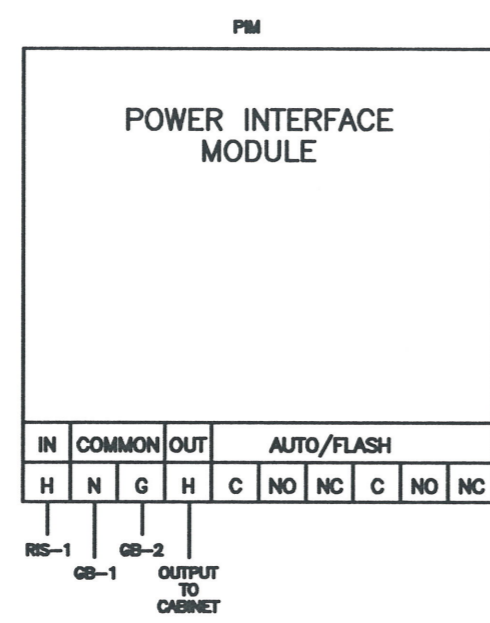 PIM
POWER INTERFACE
MODULE
IN COMMON OUT AUTO/FLASH
H N G H C NO NC C NO NC
RIS-1 GB-2
GB-1 OUTPUT
TO
CABINET